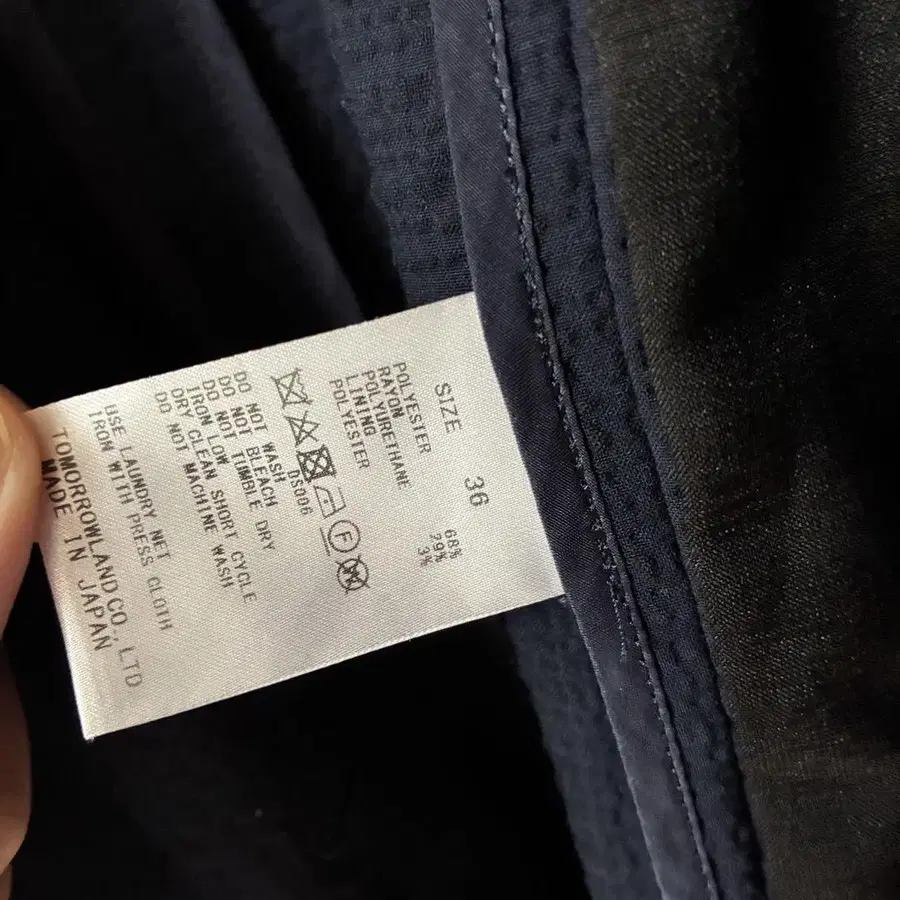 SIZE 36
POLYESTER 68%
RAYON 29%
POLYURETHANE 3%
LINING
POLYESTER
F
W
DS006
DO NOT WASH
DO NOT BLEACH
DO NOT TUMBLE DRY
IRON LOW
DRY CLEAN SHORT CYCLE
DO NOT MACHINE WASH
USE LAUNDRY NET
IRON WITH PRESS CLOTH
TOMORROWLAND CO., LTD
MADE IN JAPAN